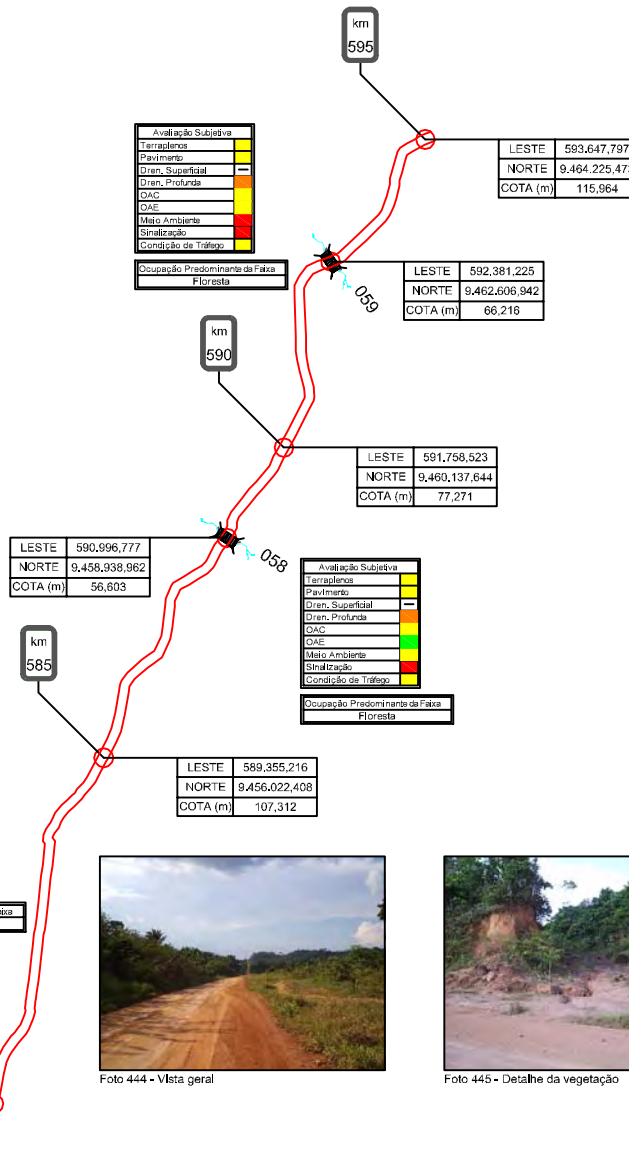 km
595
LESTE 593.647,797
NORTE
COTA (m) 115,964
Avaliação Subjetiva
Terraplenos
Pavimento
Dren. Superficial —
Dren. Profunda
OAC
OAE
Meio Ambiente
Sinalização
Condição de Tráfego
Ocupação Predominante da Faixa
Floresta
059
LESTE 592,381,225
NORTE 9.462.606,942
COTA (m) 66,216
km
590
LESTE 591.758,523
NORTE 9.460.137,644
COTA (m) 77,271
058
LESTE 590.996,777
NORTE 9.458.938,962
COTA (m) 56,603
Avaliação Subjetiva
Terraplenos
Pavimento
Dren. Superficial —
Dren. Profunda
OAC
OAE
Meio Ambiente
Sinalização
Condição de Tráfego
Ocupação Predominante da Faixa
Floresta
km
585
LESTE 589.355,216
NORTE 9.456.022,408
COTA (m) 107,312
Foto 444 - Vista geral
Foto 445 - Detalhe da vegetação